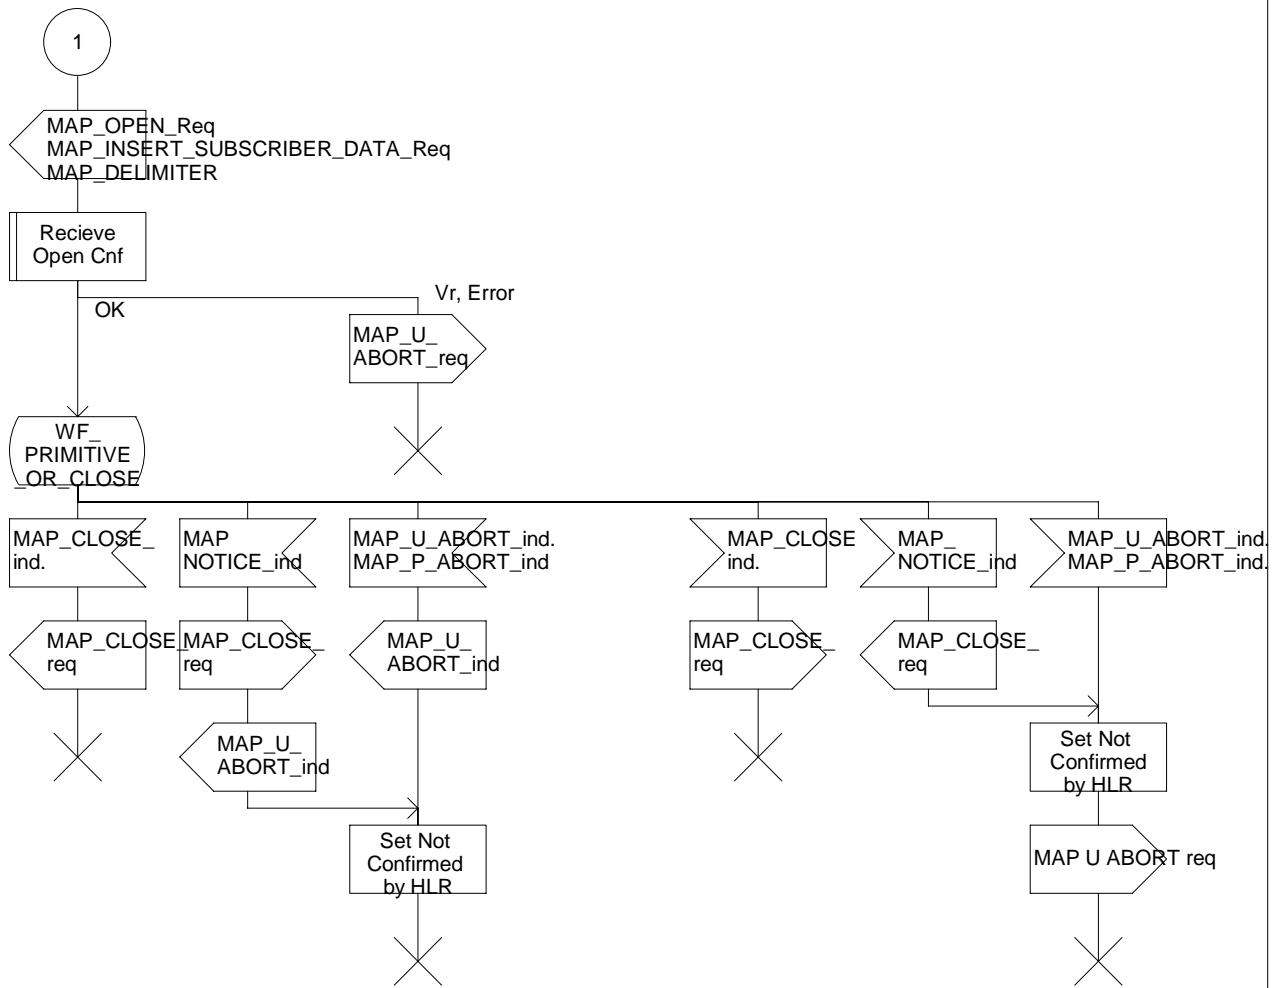 1
MAP_OPEN_Req
MAP_INSERT_SUBSCRIBER_DATA_Req
MAP_DELIMITER
Recieve
Open Cnf
OK
Vr, Error
MAP_U_
ABORT_req
WF_
PRIMITIVE
_OR_CLOSE
MAP_CLOSE_
ind.
MAP
NOTICE_ind
MAP_U_ABORT_ind.
MAP_P_ABORT_ind
MAP_CLOSE
ind.
MAP_
NOTICE_ind
MAP_U_ABORT_ind.
MAP_P_ABORT_ind.
MAP_CLOSE_
req
MAP_CLOSE_
req
MAP_U_
ABORT_ind
MAP_CLOSE_
req
MAP_CLOSE_
req
MAP_U_
ABORT_ind
Set Not
Confirmed
by HLR
Set Not
Confirmed
by HLR
MAP U ABORT req